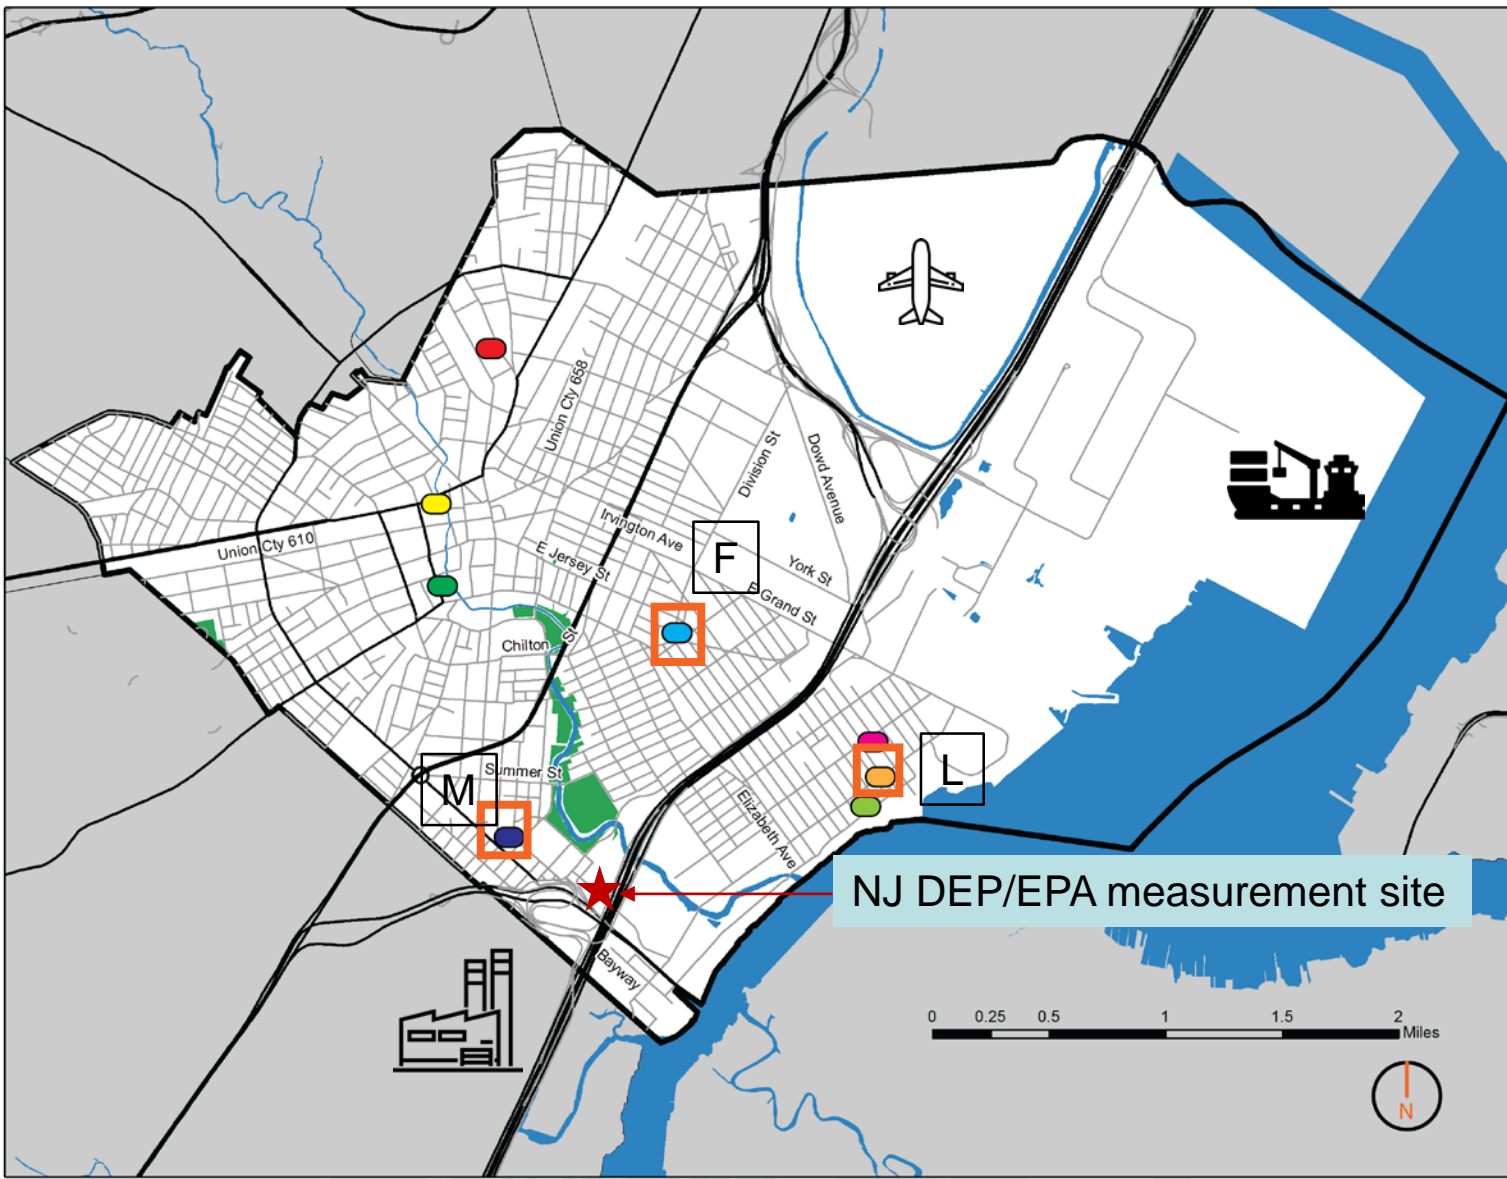 Union Cty 658
Division St
Dowd Avenue
Irvington Ave
Union Cty 610
E Jersey St
F
York St
E Grand St
Chilton
St
M
Summer St
L
Elizabeth Ave
NJ DEP/EPA measurement site
Bayway
0 0.25 0.5 1 1.5 2
Miles
N